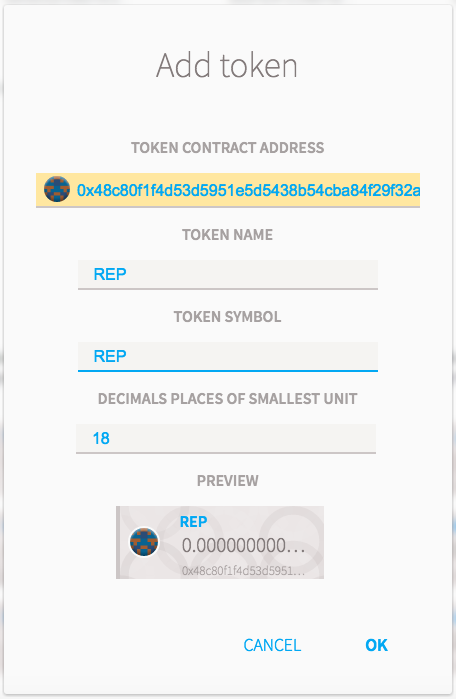 Add token
TOKEN CONTRACT ADDRESS
0x48c80f1f4d53d5951e5d5438b54cba84f29f32a
TOKEN NAME
REP
TOKEN SYMBOL
REP
DECIMALS PLACES OF SMALLEST UNIT
18
PREVIEW
REP
0.000000000...
0x48c80f1f4d53d5951...
CANCEL OK